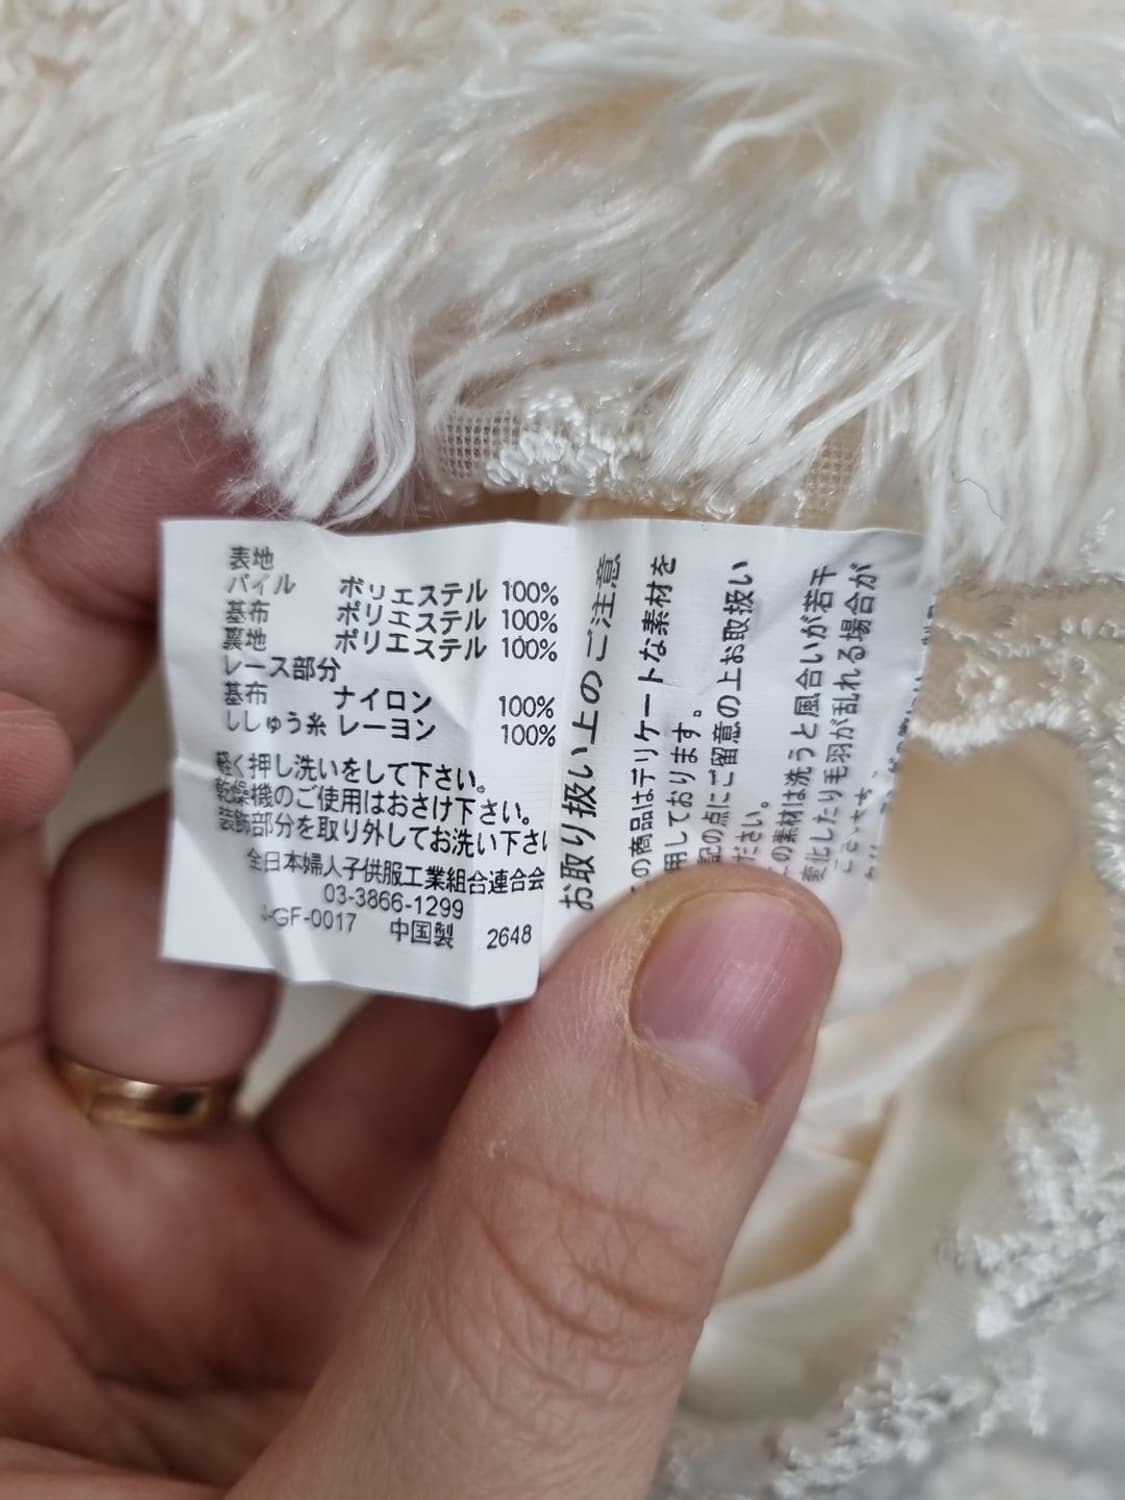 表地
パイル ポリエステル 100%
基布 ポリエステル 100%
裏地 ポリエステル 100%
レース部分
基布 ナイロン 100%
ししゅう糸 レーヨン 100%
軽く押し洗いをして下さい。
乾燥機のご使用はおさけ下さい。
装飾部分を取り外してお洗い下さい
全日本婦人子供服工業組合連合会
03-3866-1299
-GF-0017 中国製 2648
お取り扱い上のご注意
の商品はデリケートな素材を
用しております。
記の点にご留意の上お取扱い
ださい。
の素材は洗うと風合いが若干
変化したり毛羽が乱れる場合が